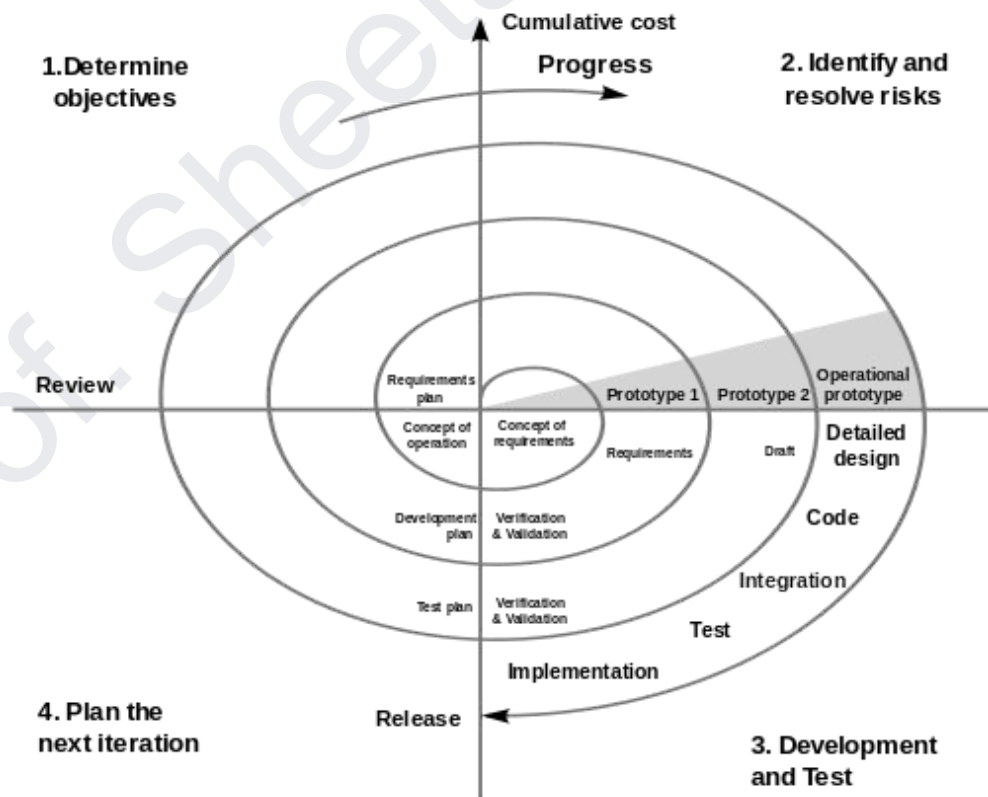 Cumulative cost
Progress
1.Determine
objectives
2. Identify and
resolve risks
Review
Requirements
plan
Prototype 1
Prototype 2
Operational
prototype
Concept of
operation
Concept of
requirements
Requirements
Draft
Detailed
design
Development
plan
Verification
& Validation
Code
Integration
Test plan
Verification
& Validation
Test
Implementation
Release
4. Plan the
next iteration
3. Development
and Test
of. Sheet